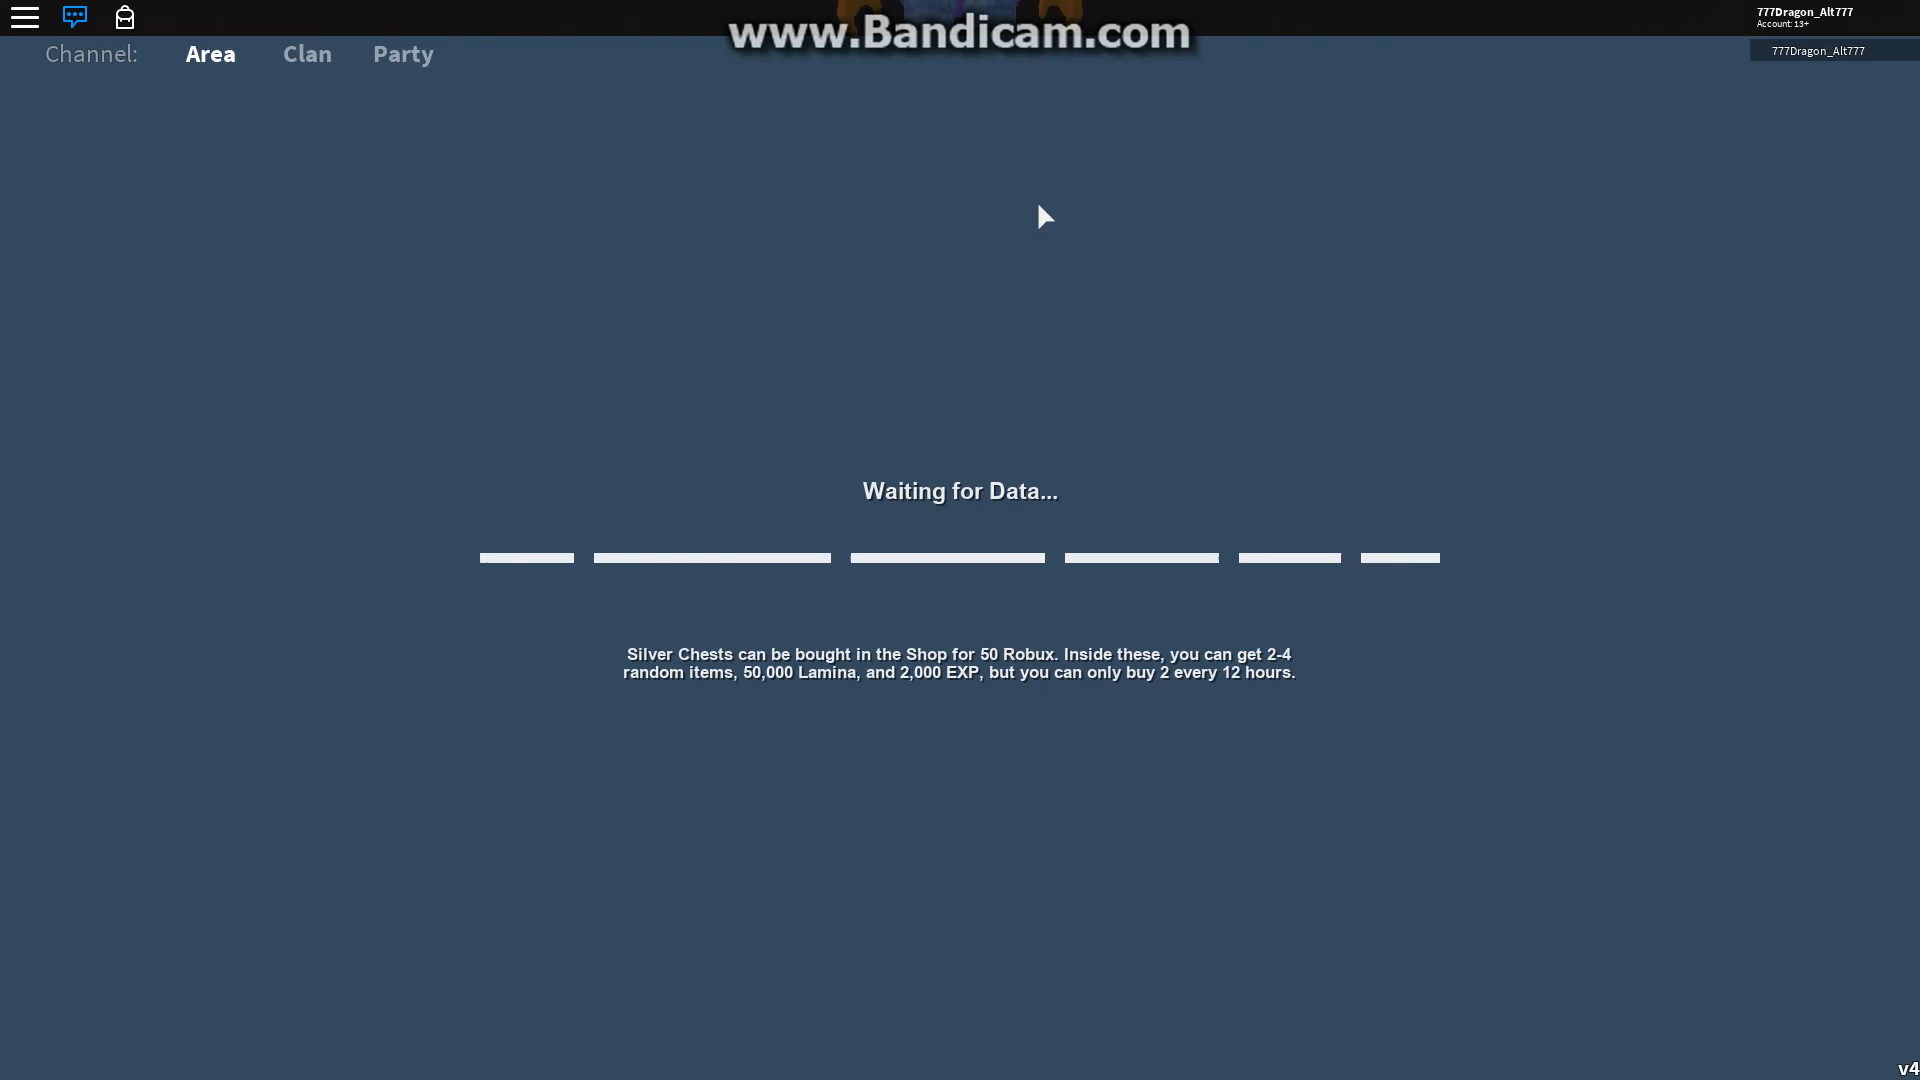 www.Bandicam.com
777Dragon_Alt777
Account: 13+
Channel: Area Clan Party
777Dragon_Alt777
Waiting for Data...
Silver Chests can be bought in the Shop for 50 Robux. Inside these, you can get 2-4
random items, 50,000 Lamina, and 2,000 EXP, but you can only buy 2 every 12 hours.
v4